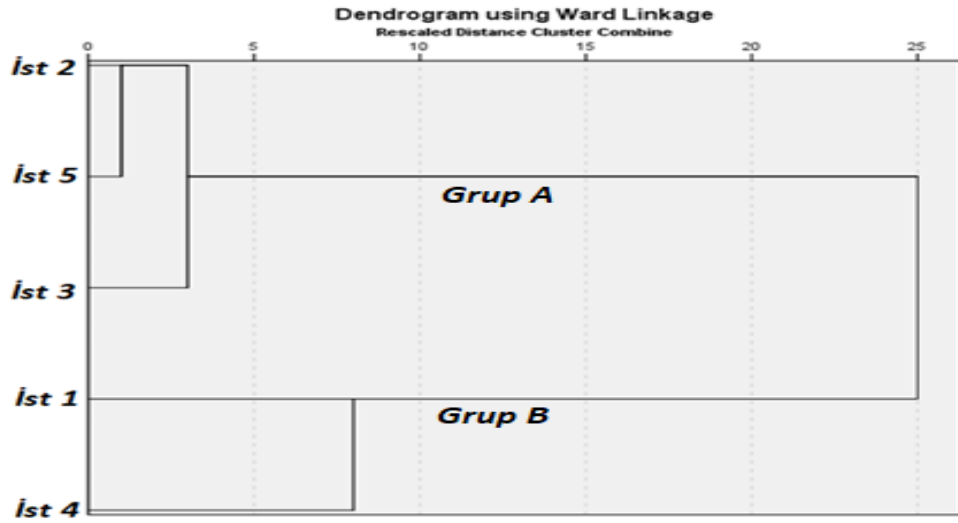 Dendrogram using Ward Linkage
Rescaled Distance Cluster Combine
0 5 10 15 20 25
İst 2
İst 5
Grup A
İst 3
İst 1
Grup B
İst 4